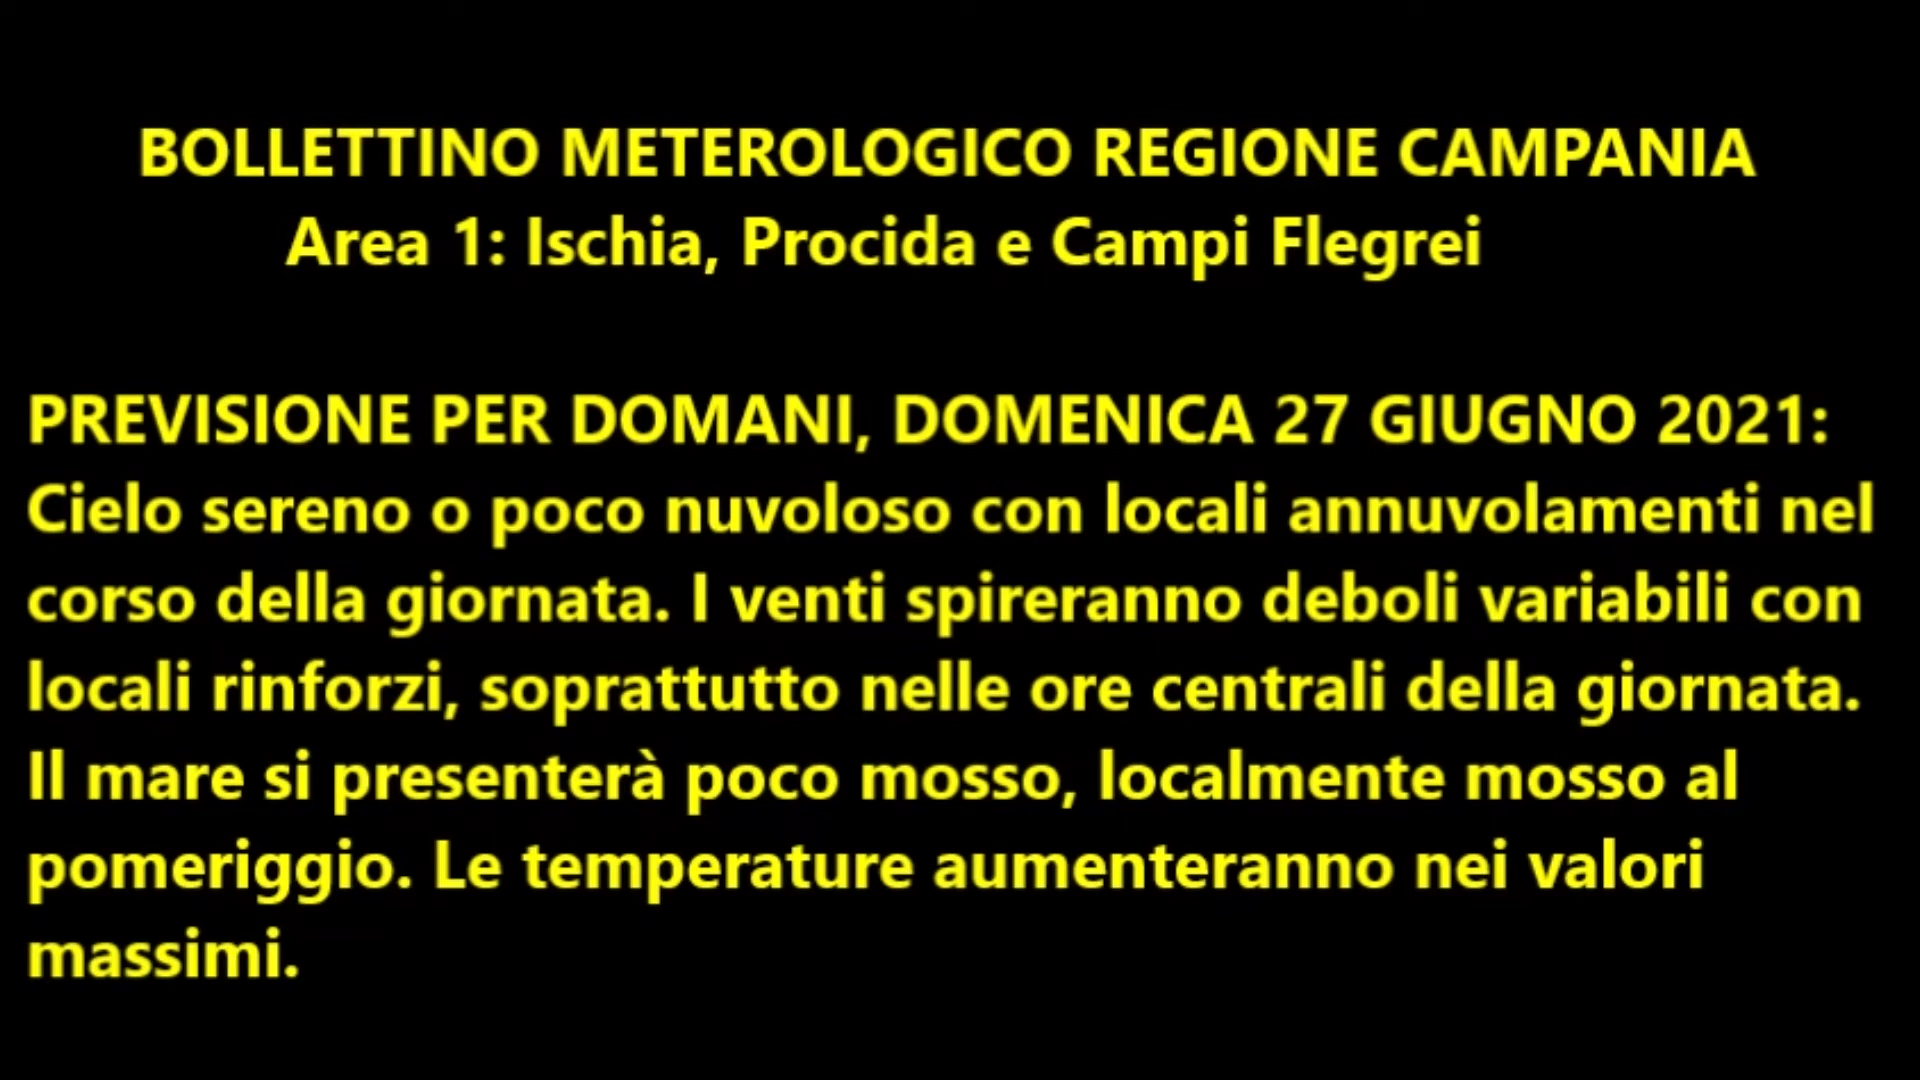 BOLLETTINO METEROLOGICO REGIONE CAMPANIA
Area 1: Ischia, Procida e Campi Flegrei
PREVISIONE PER DOMANI, DOMENICA 27 GIUGNO 2021:
Cielo sereno o poco nuvoloso con locali annuvolamenti nel
corso della giornata. I venti spireranno deboli variabili con
locali rinforzi, soprattutto nelle ore centrali della giornata.
Il mare si presenterà poco mosso, localmente mosso al
pomeriggio. Le temperature aumenteranno nei valori
massimi.